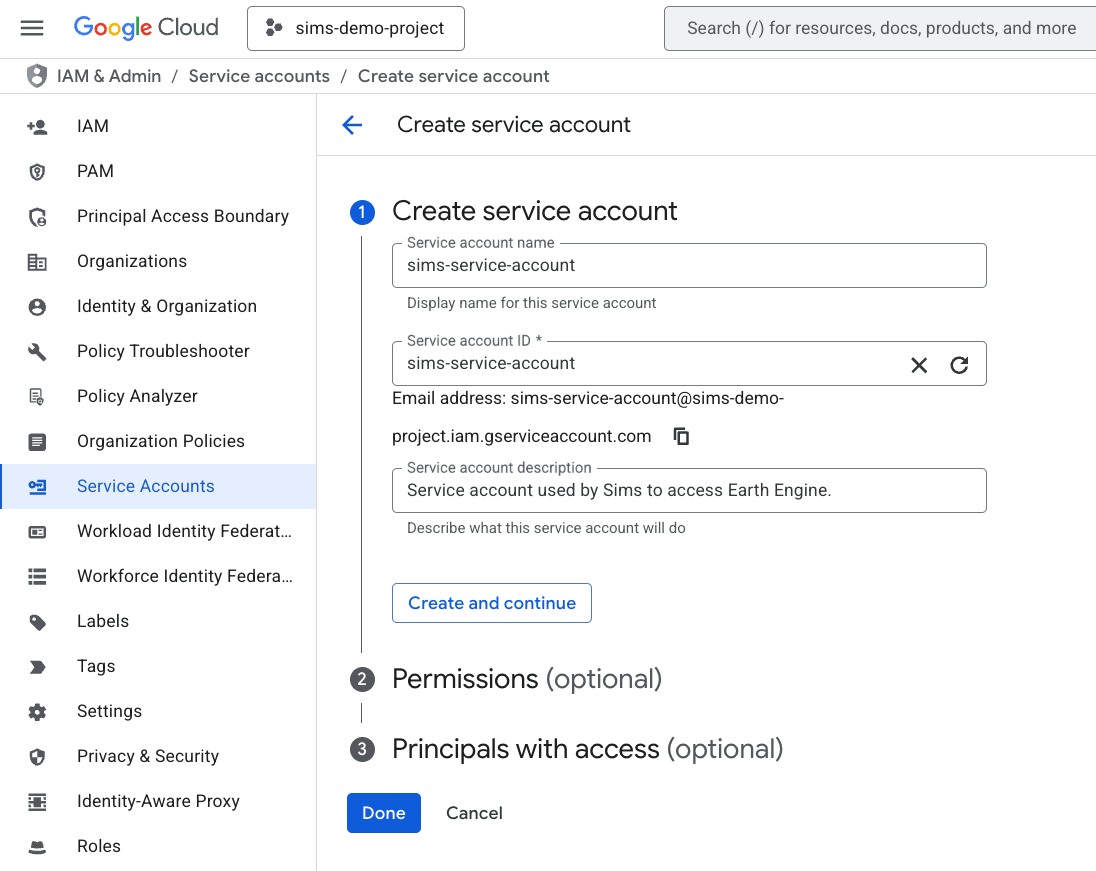 Google Cloud
sims-demo-project
Search (/) for resources, docs, products, and more
IAM & Admin / Service accounts / Create service account
IAM
PAM
Principal Access Boundary
Organizations
Identity & Organization
Policy Troubleshooter
Policy Analyzer
Organization Policies
Service Accounts
Workload Identity Federat...
Workforce Identity Federa...
Labels
Tags
Settings
Privacy & Security
Identity-Aware Proxy
Roles
Create service account
1 Create service account
Service account name
sims-service-account
Display name for this service account
Service account ID *
sims-service-account
Email address: sims-service-account@sims-demo-
project.iam.gserviceaccount.com
Service account description
Service account used by Sims to access Earth Engine.
Describe what this service account will do
Create and continue
2 Permissions (optional)
3 Principals with access (optional)
Done Cancel